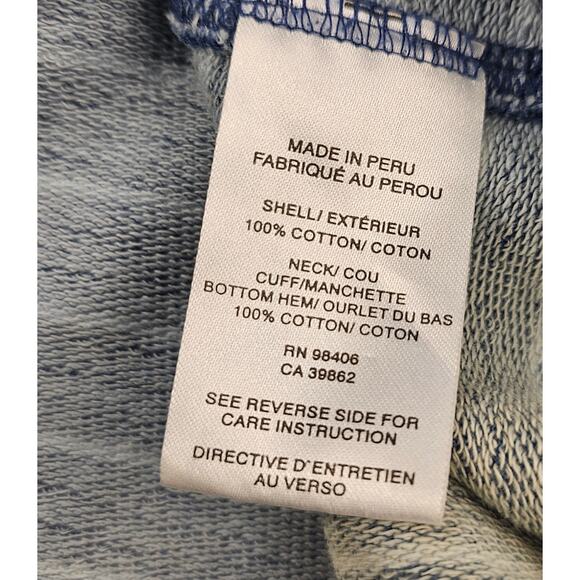 MADE IN PERU
FABRIQUÉ AU PEROU
SHELL/ EXTÉRIEUR
100% COTTON/ COTON
NECK/ COU
CUFF/MANCHETTE
BOTTOM HEM/ OURLET DU BAS
100% COTTON/ COTON
RN 98406
CA 39862
SEE REVERSE SIDE FOR
CARE INSTRUCTION
DIRECTIVE D'ENTRETIEN
AU VERSO